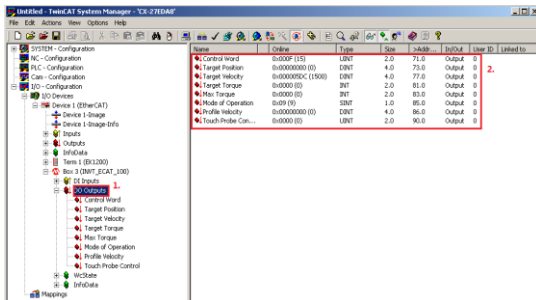 Untitled - TwinCAT System Manager - 'CX-27EDAB'
File Edit Actions View Options Help
SYSTEM - Configuration
NC - Configuration
PLC - Configuration
Cam - Configuration
I/O - Configuration
I/O Devices
Device 1 (EtherCAT)
Device 1-Image
Device 1-Image-Info
Inputs
Outputs
InfoData
Term 1 (EK1200)
Box 3 (INVT_ECAT_100)
DI Inputs
DO Outputs
1.
Control Word
Target Position
Target Velocity
Target Torque
Max Torque
Mode of Operation
Profile Velocity
Touch Probe Control
WcState
InfoData
Mappings
Name Online Type Size >Addr... In/Out User ID Linked to
Control Word 0x000F (15) UINT 2.0 71.0 Output 0
Target Position 0x00000000 (0) DINT 4.0 73.0 Output 0
Target Velocity 0x000005DC (1500) DINT 4.0 77.0 Output 0
Target Torque 0x0000 (0) INT 2.0 81.0 Output 0
Max Torque 0x0000 (0) INT 2.0 83.0 Output 0
Mode of Operation 0x09 (9) SINT 1.0 85.0 Output 0
Profile Velocity 0x00000000 (0) DINT 4.0 86.0 Output 0
Touch Probe Con... 0x0000 (0) UINT 2.0 90.0 Output 0
2.